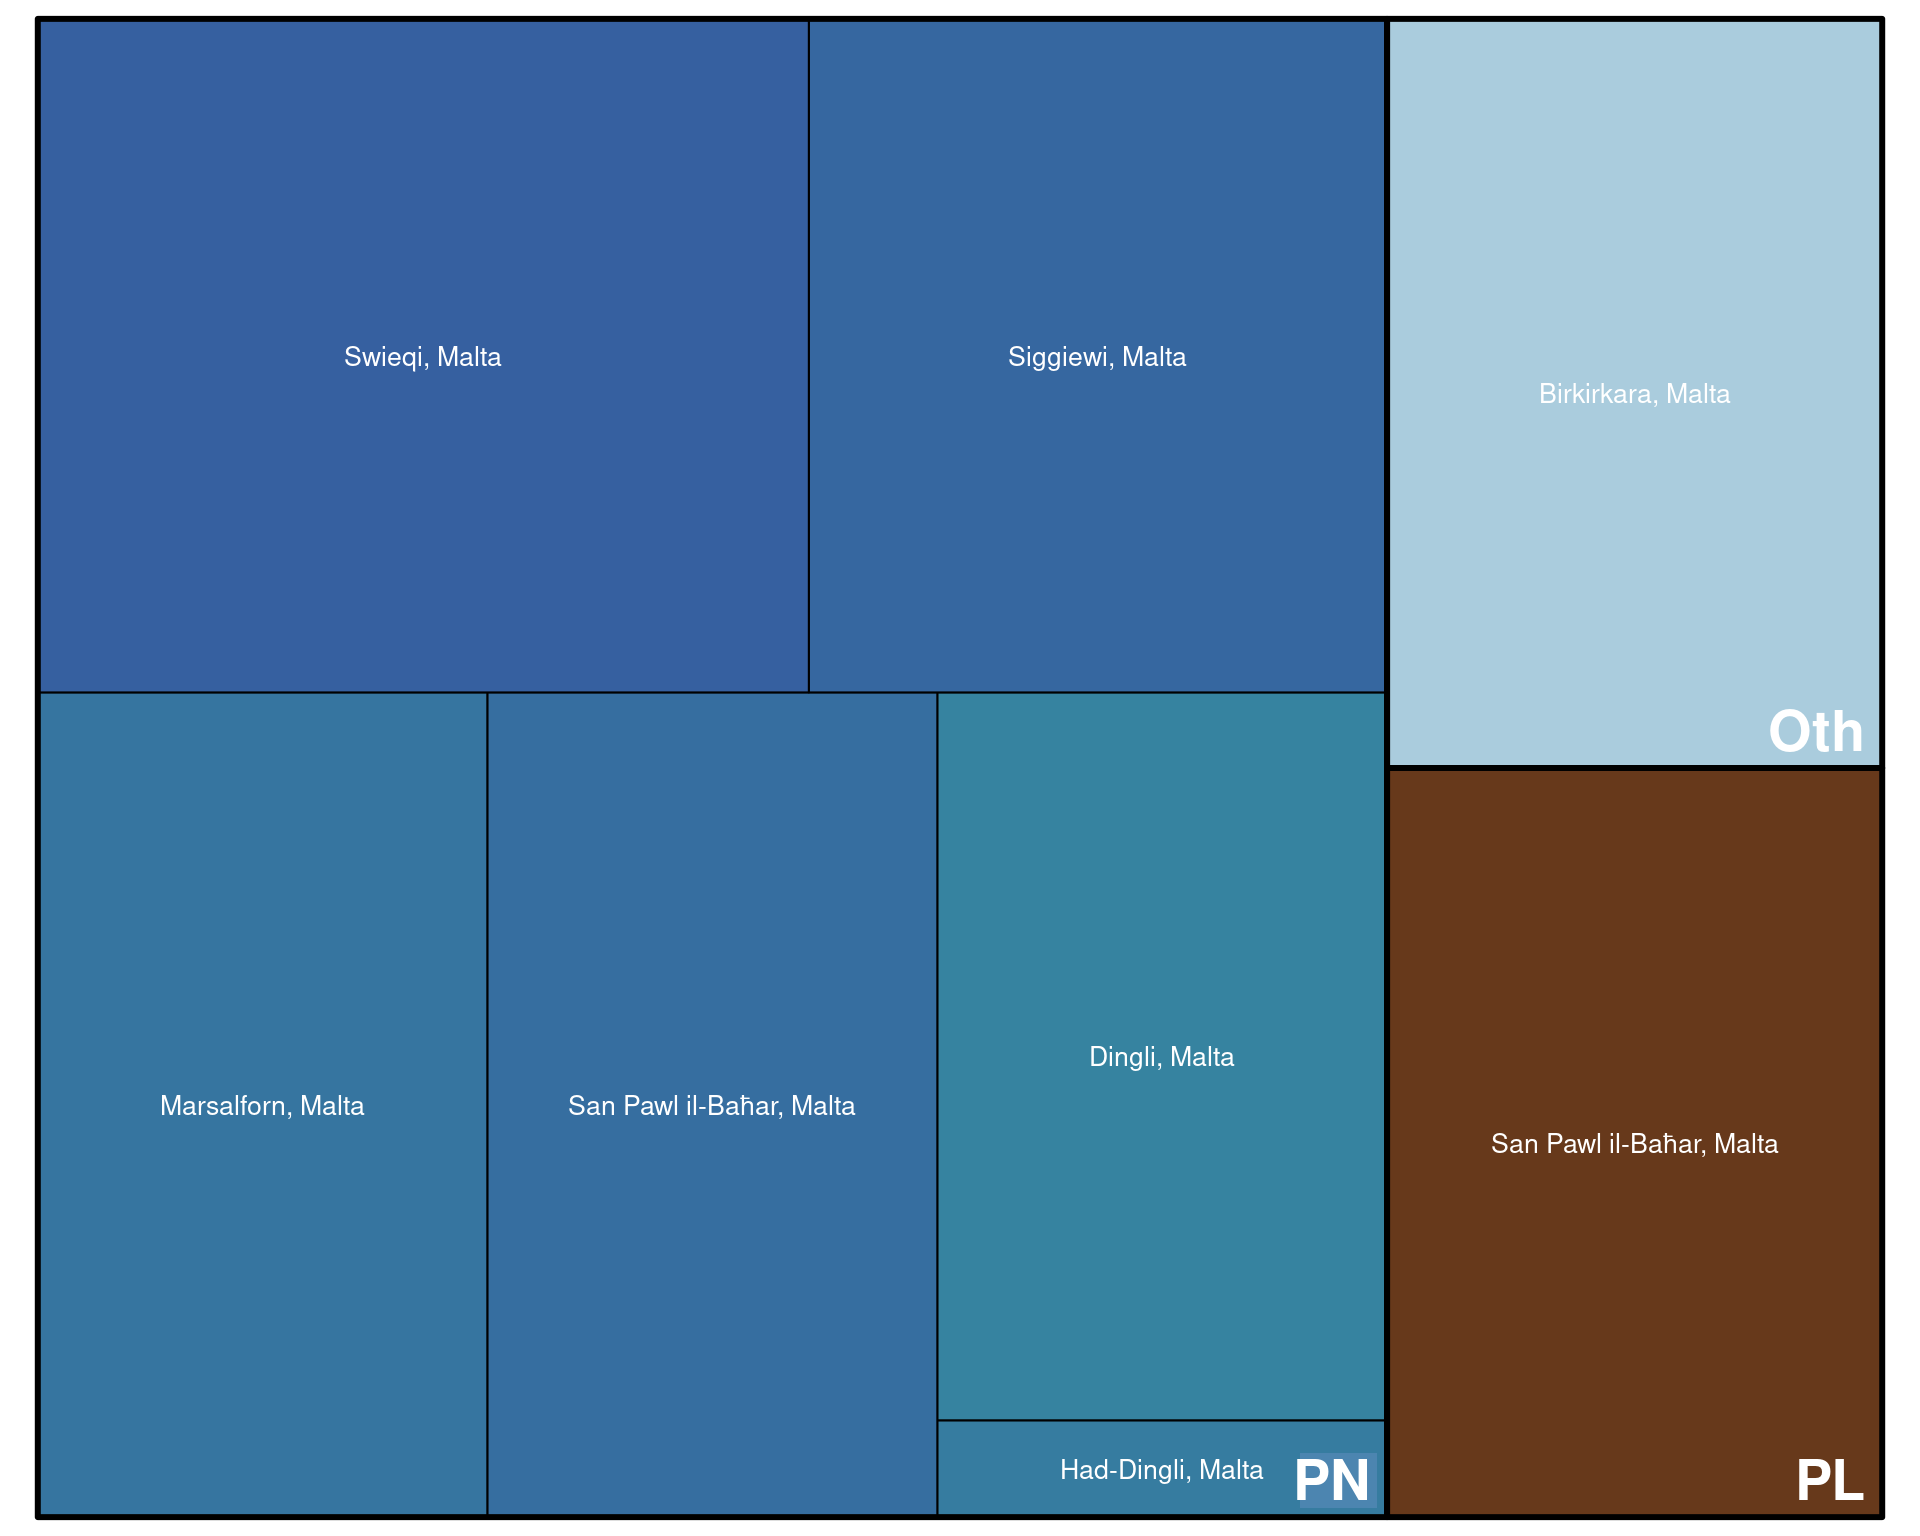 Swieqi, Malta
Siggiewi, Malta
Birkirkara, Malta
Oth
Marsalforn, Malta
San Pawl il-Baħar, Malta
Dingli, Malta
Had-Dingli, Malta
PN
San Pawl il-Baħar, Malta
PL